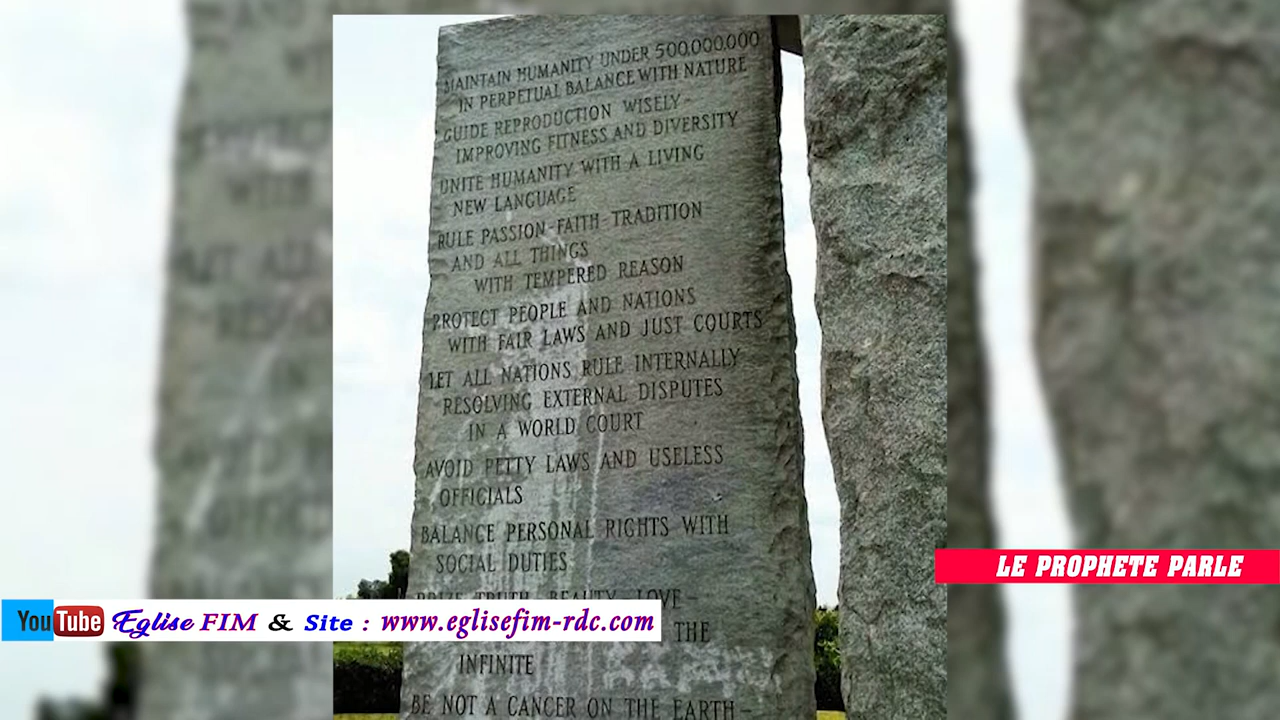 MAINTAIN HUMANITY UNDER 500,000,000
IN PERPETUAL BALANCE WITH NATURE
GUIDE REPRODUCTION WISELY -
IMPROVING FITNESS AND DIVERSITY
UNITE HUMANITY WITH A LIVING
NEW LANGUAGE
RULE PASSION - FAITH - TRADITION
AND ALL THINGS
WITH TEMPERED REASON
PROTECT PEOPLE AND NATIONS
WITH FAIR LAWS AND JUST COURTS
LET ALL NATIONS RULE INTERNALLY
RESOLVING EXTERNAL DISPUTES
IN A WORLD COURT
AVOID PETTY LAWS AND USELESS
OFFICIALS
BALANCE PERSONAL RIGHTS WITH
SOCIAL DUTIES
PRIZE TRUTH - BEAUTY - LOVE -
THE
INFINITE
BE NOT A CANCER ON THE EARTH -
LE PROPHETE PARLE
YouTube Eglise FIM & Site : www.eglisefim-rdc.com